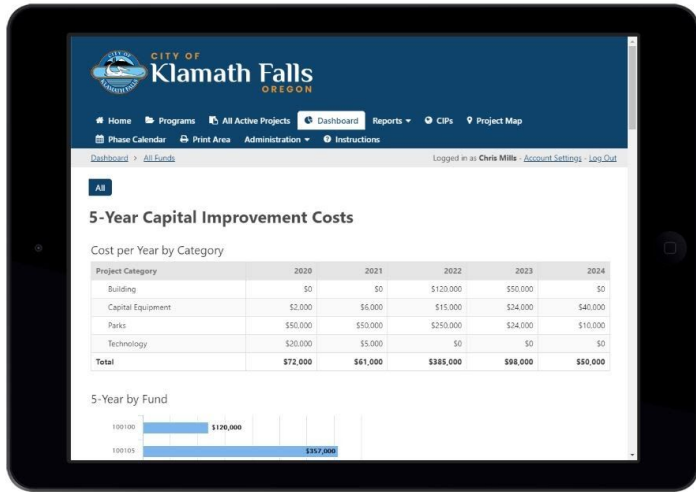 CITY OF
KLAMATH FALLS
CITY OF
Klamath Falls
OREGON
Home Programs All Active Projects Dashboard Reports CIPs Project Map
Phase Calendar Print Area Administration Instructions
Dashboard > All Funds Logged in as Chris Mills - Account Settings - Log Out
All
5-Year Capital Improvement Costs
Cost per Year by Category
Project Category 2020 2021 2022 2023 2024
Building $0 $0 $120,000 $50,000 $0
Capital Equipment $2,000 $6,000 $15,000 $24,000 $40,000
Parks $50,000 $50,000 $250,000 $24,000 $10,000
Technology $20,000 $5,000 $0 $0 $0
Total $72,000 $61,000 $385,000 $98,000 $50,000
5-Year by Fund
100100 $120,000
100105 $357,000